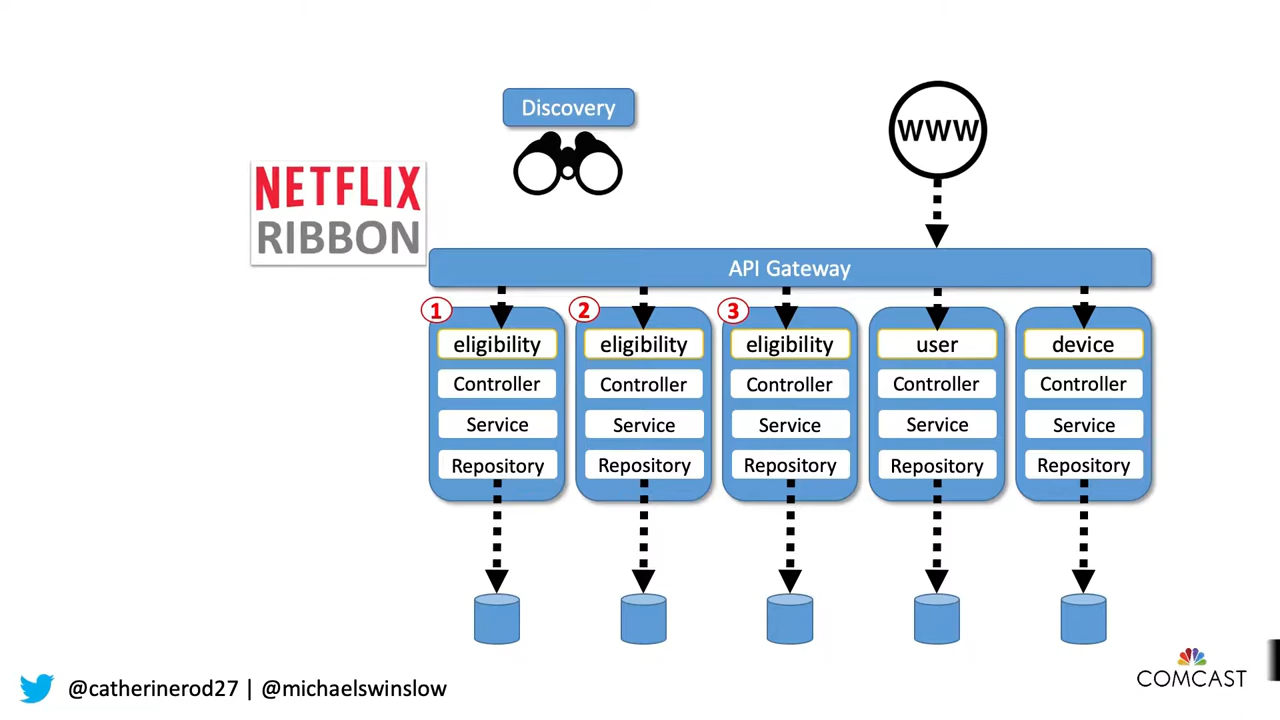 Discovery
WWW
NETFLIX
RIBBON
API Gateway
1 2 3
eligibility eligibility eligibility user device
Controller Controller Controller Controller Controller
Service Service Service Service Service
Repository Repository Repository Repository Repository
@catherinerod27 | @michaelswinslow
COMCAST